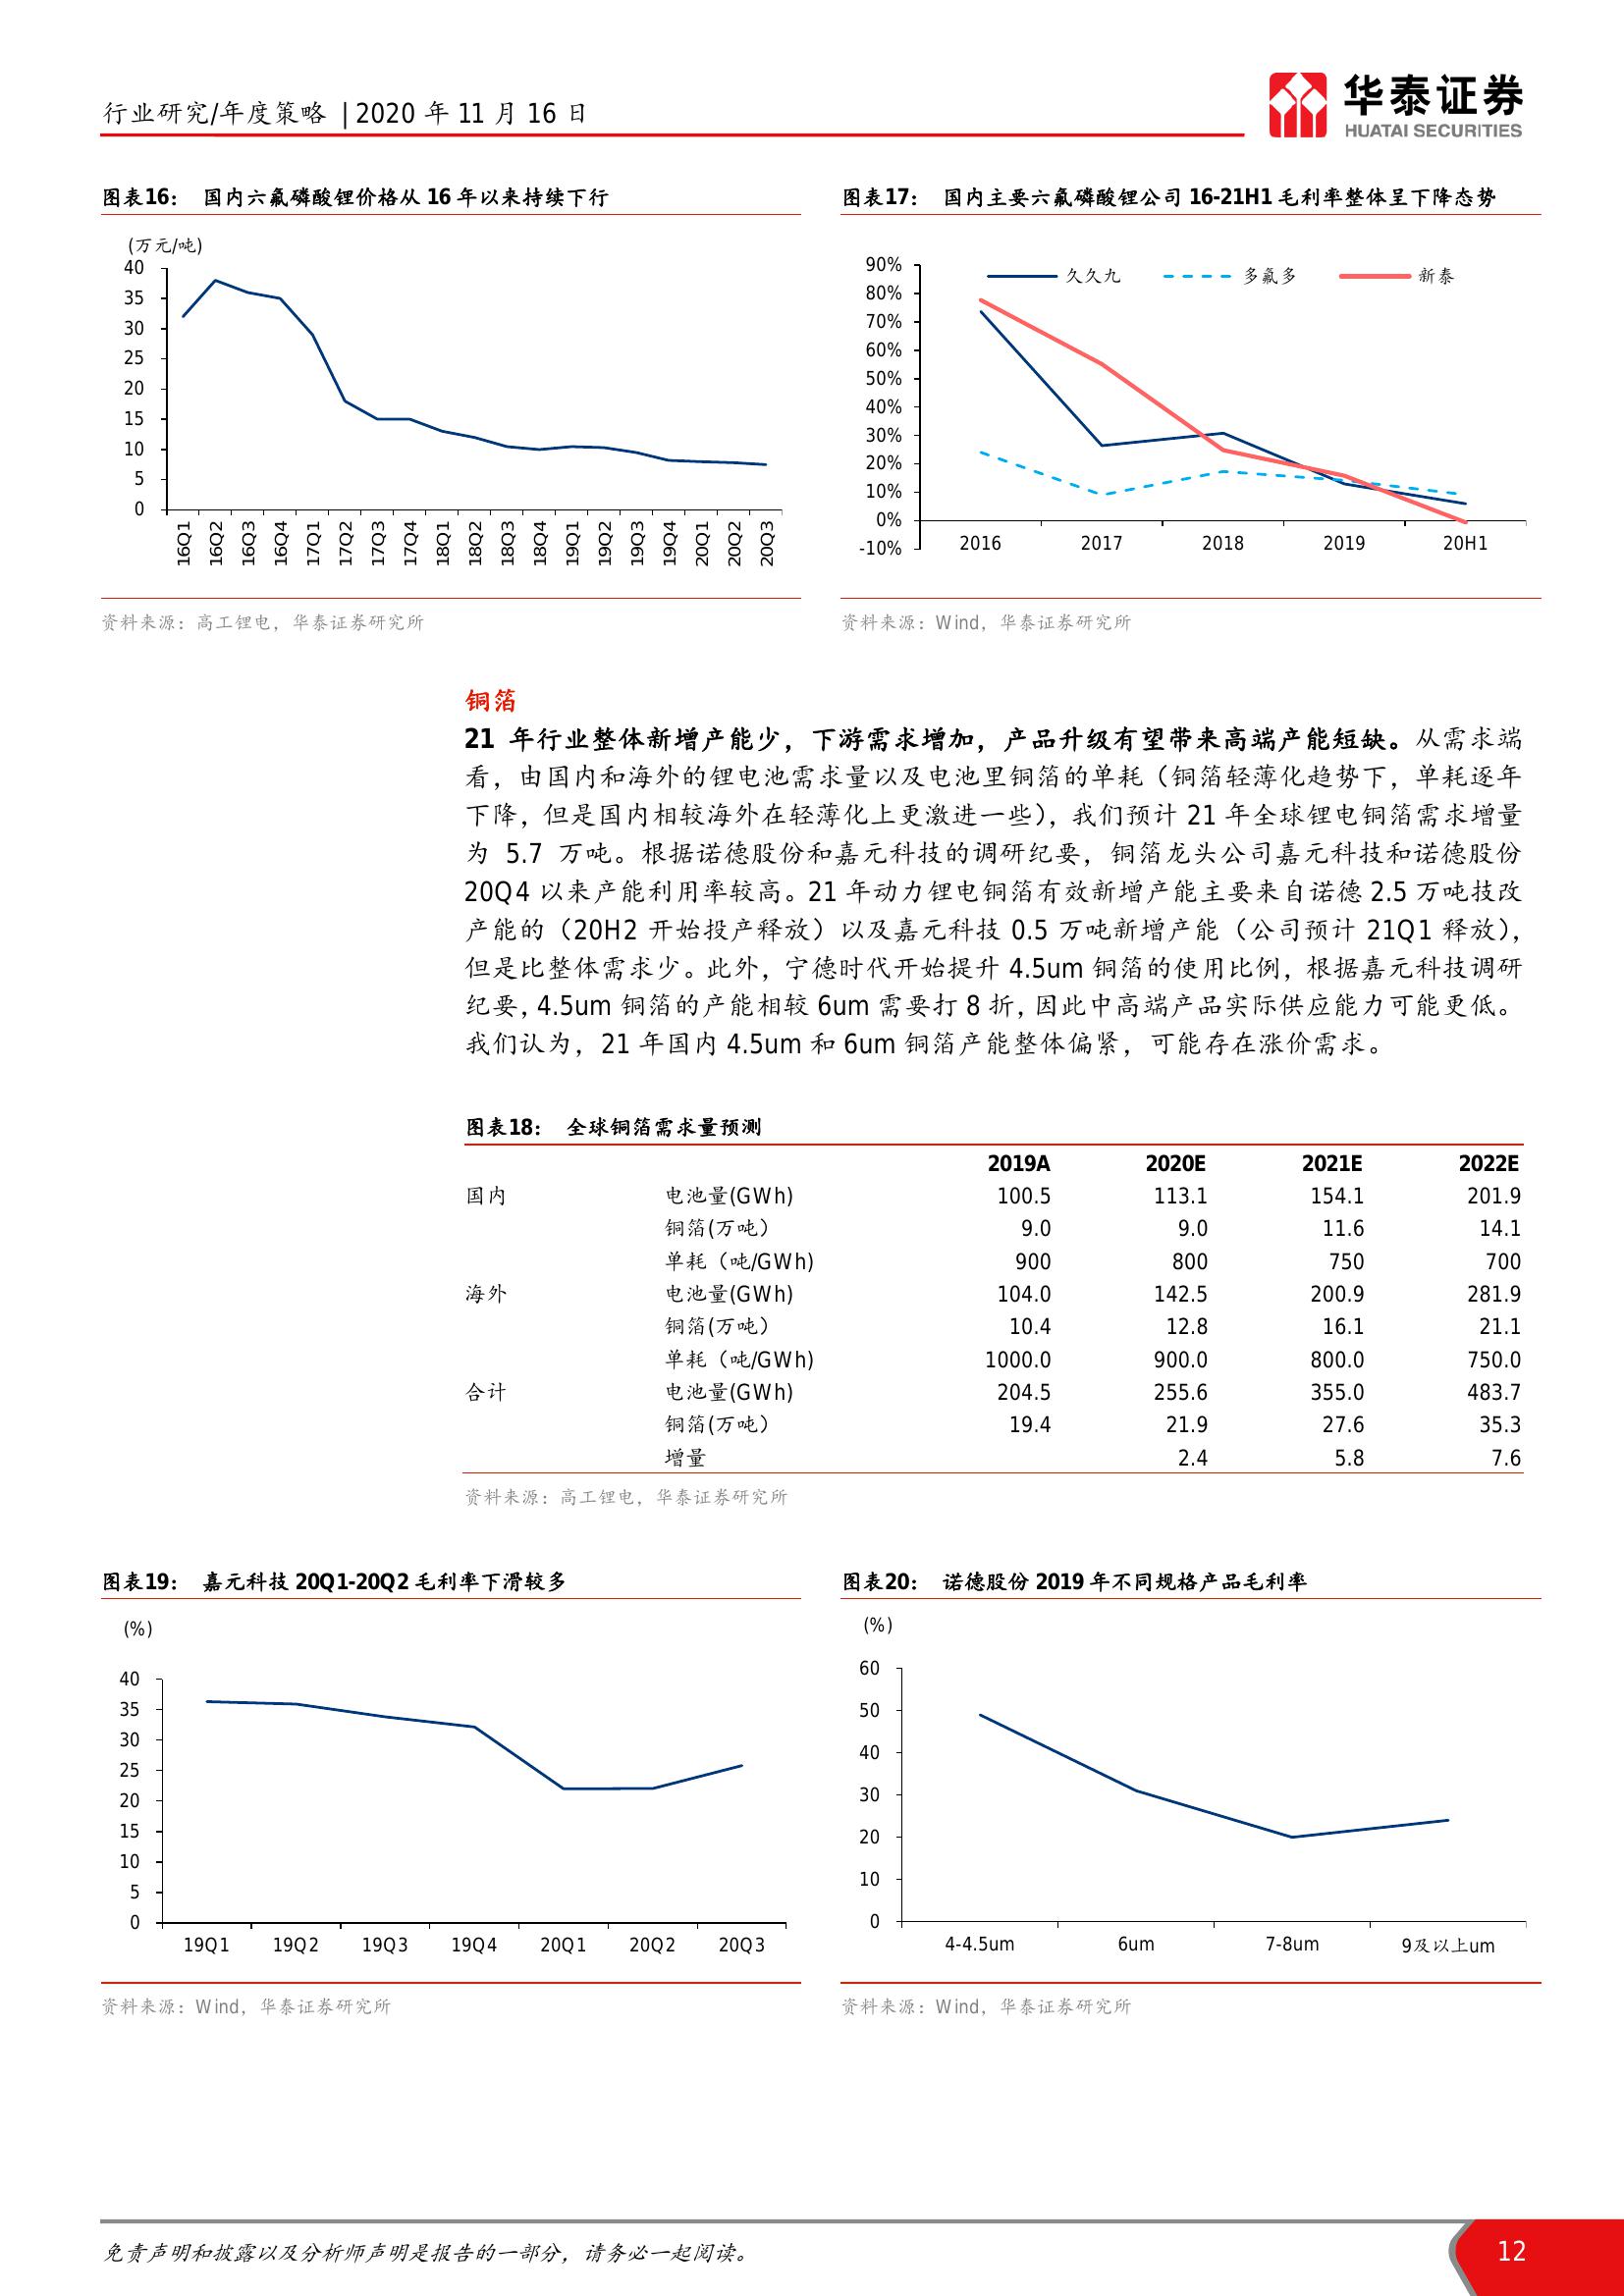 行业研究/年度策略 | 2020 年 11 月 16 日
华泰证券
HUATAI SECURITIES
图表16： 国内六氟磷酸锂价格从 16 年以来持续下行
(万元/吨)
40
35
30
25
20
15
10
5
0
16Q1 16Q2 16Q3 16Q4 17Q1 17Q2 17Q3 17Q4 18Q1 18Q2 18Q3 18Q4 19Q1 19Q2 19Q3 19Q4 20Q1 20Q2 20Q3
资料来源：高工锂电，华泰证券研究所
图表17： 国内主要六氟磷酸锂公司 16-21H1 毛利率整体呈下降态势
久久九 多氟多 新泰
90%
80%
70%
60%
50%
40%
30%
20%
10%
0%
-10%
2016 2017 2018 2019 20H1
资料来源：Wind，华泰证券研究所
铜箔
21 年行业整体新增产能少，下游需求增加，产品升级有望带来高端产能短缺。从需求端
看，由国内和海外的锂电池需求量以及电池里铜箔的单耗（铜箔轻薄化趋势下，单耗逐年
下降，但是国内相较海外在轻薄化上更激进一些），我们预计 21 年全球锂电铜箔需求增量
为 5.7 万吨。根据诺德股份和嘉元科技的调研纪要，铜箔龙头公司嘉元科技和诺德股份
20Q4 以来产能利用率较高。21 年动力锂电铜箔有效新增产能主要来自诺德 2.5 万吨技改
产能的（20H2 开始投产释放）以及嘉元科技 0.5 万吨新增产能（公司预计 21Q1 释放），
但是比整体需求少。此外，宁德时代开始提升 4.5um 铜箔的使用比例，根据嘉元科技调研
纪要，4.5um 铜箔的产能相较 6um 需要打 8 折，因此中高端产品实际供应能力可能更低。
我们认为，21 年国内 4.5um 和 6um 铜箔产能整体偏紧，可能存在涨价需求。
图表18： 全球铜箔需求量预测
2019A 2020E 2021E 2022E
国内 电池量(GWh) 100.5 113.1 154.1 201.9
铜箔(万吨） 9.0 9.0 11.6 14.1
单耗（吨/GWh) 900 800 750 700
海外 电池量(GWh) 104.0 142.5 200.9 281.9
铜箔(万吨） 10.4 12.8 16.1 21.1
单耗（吨/GWh) 1000.0 900.0 800.0 750.0
合计 电池量(GWh) 204.5 255.6 355.0 483.7
铜箔(万吨） 19.4 21.9 27.6 35.3
增量 2.4 5.8 7.6
资料来源：高工锂电，华泰证券研究所
图表19： 嘉元科技 20Q1-20Q2 毛利率下滑较多
(%)
40
35
30
25
20
15
10
5
0
19Q1 19Q2 19Q3 19Q4 20Q1 20Q2 20Q3
资料来源：Wind，华泰证券研究所
图表20： 诺德股份 2019 年不同规格产品毛利率
(%)
60
50
40
30
20
10
0
4-4.5um 6um 7-8um 9及以上um
资料来源：Wind，华泰证券研究所
免责声明和披露以及分析师声明是报告的一部分，请务必一起阅读。
12